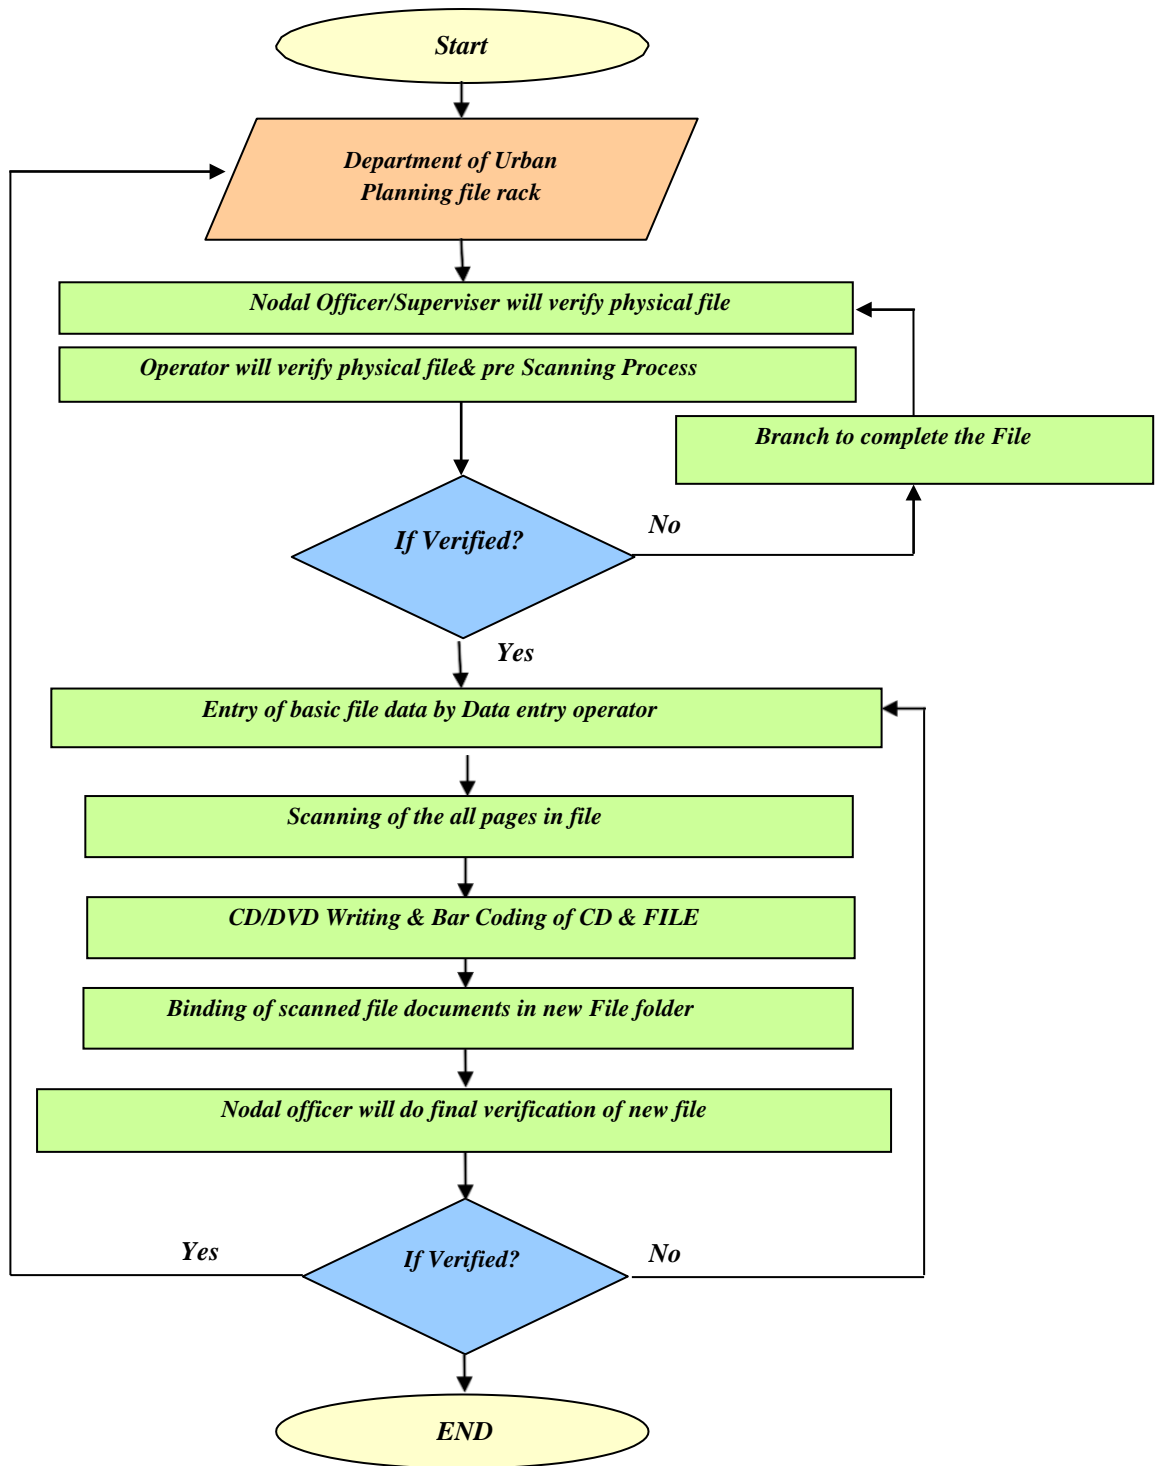 Start
Department of Urban
Planning file rack
Nodal Officer/Superviser will verify physical file
Operator will verify physical file& pre Scanning Process
Branch to complete the File
If Verified?
No
Yes
Entry of basic file data by Data entry operator
Scanning of the all pages in file
CD/DVD Writing & Bar Coding of CD & FILE
Binding of scanned file documents in new File folder
Nodal officer will do final verification of new file
Yes
If Verified?
No
END